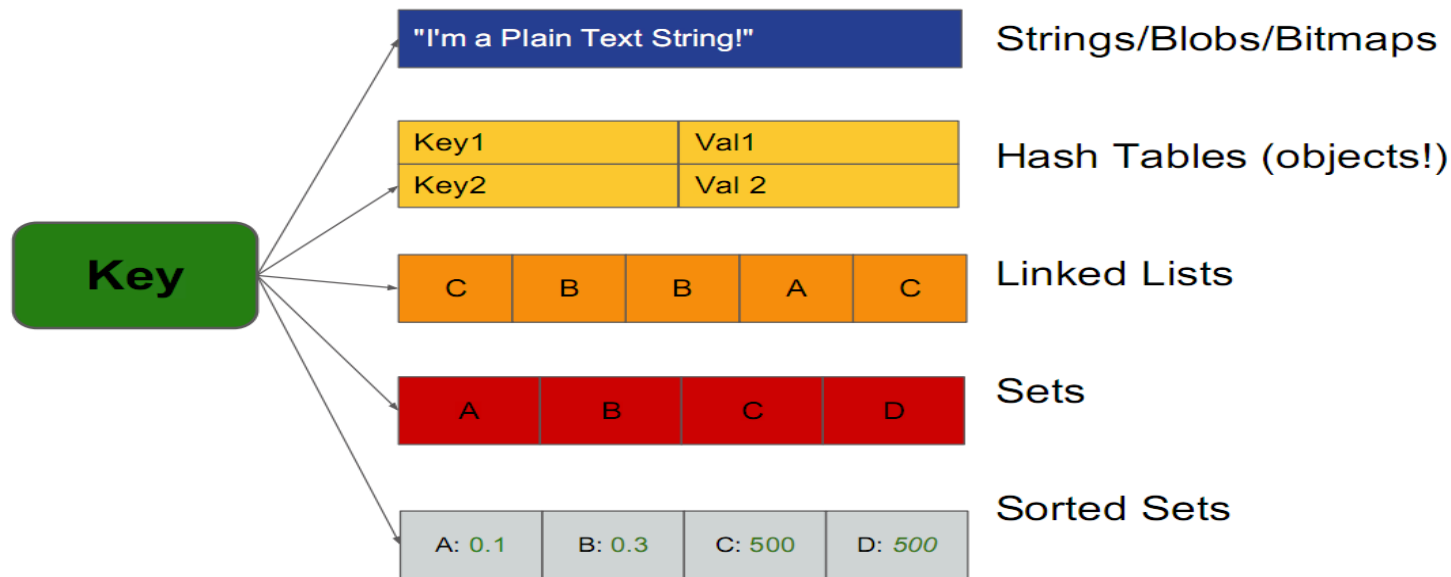 "I'm a Plain Text String!"
Strings/Blobs/Bitmaps
Key1 Val1
Key2 Val 2
Hash Tables (objects!)
Key
C B B A C
Linked Lists
A B C D
Sets
A: 0.1 B: 0.3 C: 500 D: 500
Sorted Sets